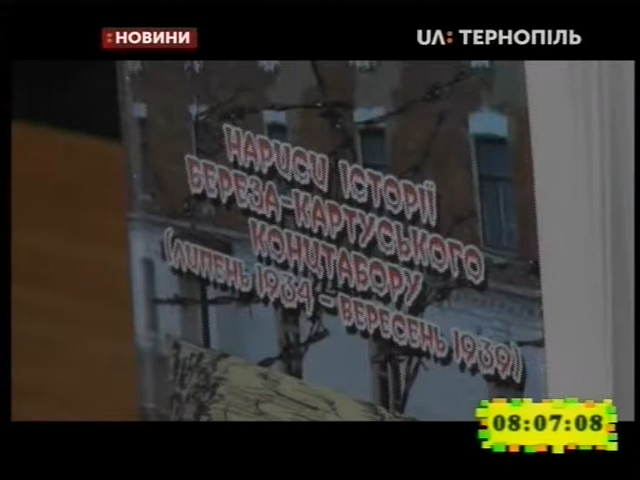 :НОВИНИ
UA: ТЕРНОПІЛЬ
НАРИСИ ІСТОРІЇ
БЕРЕЗА-КАРТУСЬКОГО
КОНЦТАБОРУ
(ЛИПЕНЬ 1934 - ВЕРЕСЕНЬ 1939)
08:07:08